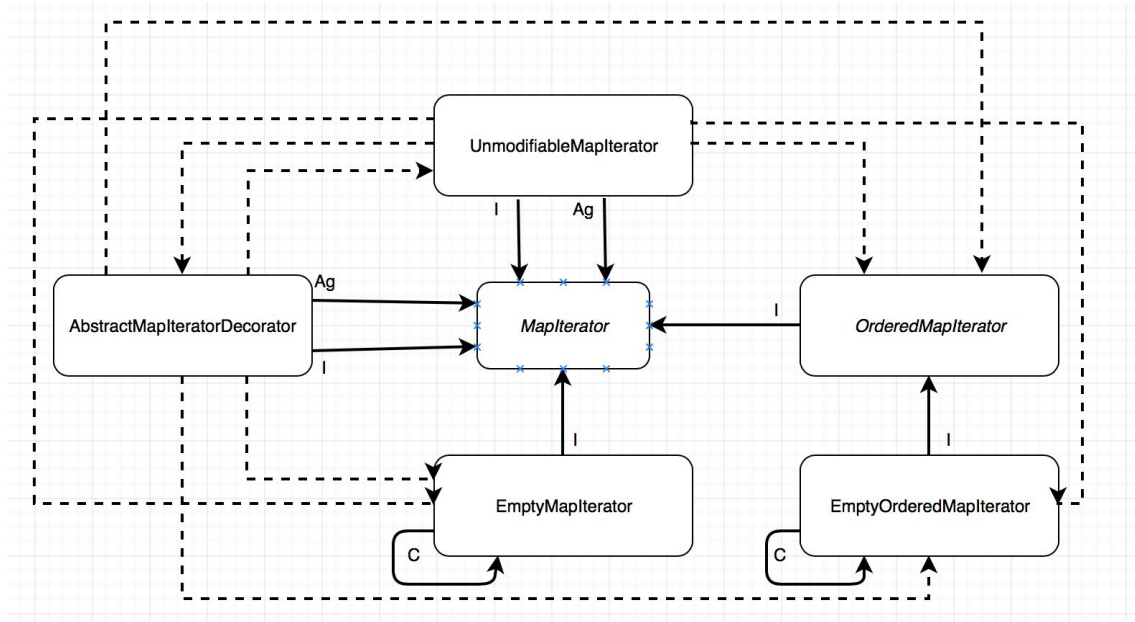 UnmodifiableMapIterator
I
Ag
Ag
AbstractMapIteratorDecorator
MapIterator
I
OrderedMapIterator
I
I
I
EmptyMapIterator
EmptyOrderedMapIterator
C
C